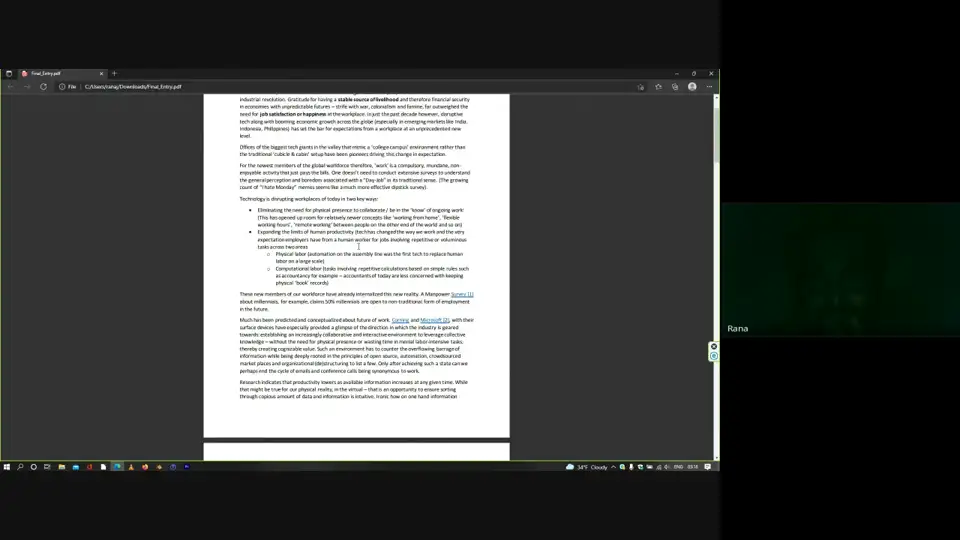 Final_Entry.pdf
File C:/Users/ranaj/Downloads/Final_Entry.pdf
industrial revolution. Gratitude for having a stable source of livelihood and therefore financial security
in economies with unpredictable futures – strife with war, colonialism and famine, far outweighed the
need for job satisfaction or happiness in the workplace. In just the past decade however, disruptive
tech along with booming growth across the globe (especially in emerging markets like India,
Indonesia, Philippines) has set the bar for expectations from a workplace at an unprecedented new
level.
Offices of the biggest tech giants in the valley that mimic a 'college campus' environment rather than
the traditional 'cubicle & cabin' setup have been pioneers driving this change in expectation.
For the newest members of the global workforce therefore, 'work' is a compulsory, mundane, non-
enjoyable activity that just pays the bills. One doesn't need to conduct extensive surveys to understand
the general perception and boredom associated with a "Day-Job" in its traditional sense. (The growing
count of "I hate Monday" memes seems like a much more effective dipstick survey).
Technology is disrupting workplaces of today in two key ways:
• Eliminating the need for physical presence to collaborate / be in the 'know' of ongoing work
(This has opened up room for relatively newer concepts like 'working from home', 'flexible
working hours', 'remote working' between people on the other end of the world and so on)
• Expanding the limits of human productivity (tech has changed the way we work and the very
expectation employers have from a human worker for jobs involving repetitive or voluminous
tasks across two areas
o Physical labor (automation on the assembly line was the first tech to replace human
labor on a large scale)
o Computational labor (tasks involving repetitive calculations based on simple rules such
as accountancy for example – accountants of today are less concerned with keeping
physical 'book' records)
These new members of our workforce have already internalized this new reality. A Manpower Survey [1]
about millennials, for example, claims 50% millennials are open to non-traditional form of employment
in the future.
Much has been predicted and conceptualized about future of work. Corning and Microsoft [2], with their
surface devices have especially provided a glimpse of the direction in which the industry is geared
towards: establishing an increasingly collaborative and interactive environment to leverage collective
knowledge – without the need for physical presence or wasting time in menial labor intensive tasks;
thereby creating cognizable value. Such an environment has to counter the overflowing barrage of
information while being deeply rooted in the principles of open source, automation, crowdsourced
market places and organizational (de)structuring to list a few. Only after achieving such a state can we
perhaps end the cycle of emails and conference calls being synonymous to work.
Research indicates that productivity lowers as available information increases at any given time. While
that might be true for our physical reality, in the virtual – that is an opportunity to ensure sorting
through copious amount of data and information is intuitive. Ironic how on one hand information
Rana
34°F Cloudy
ENG